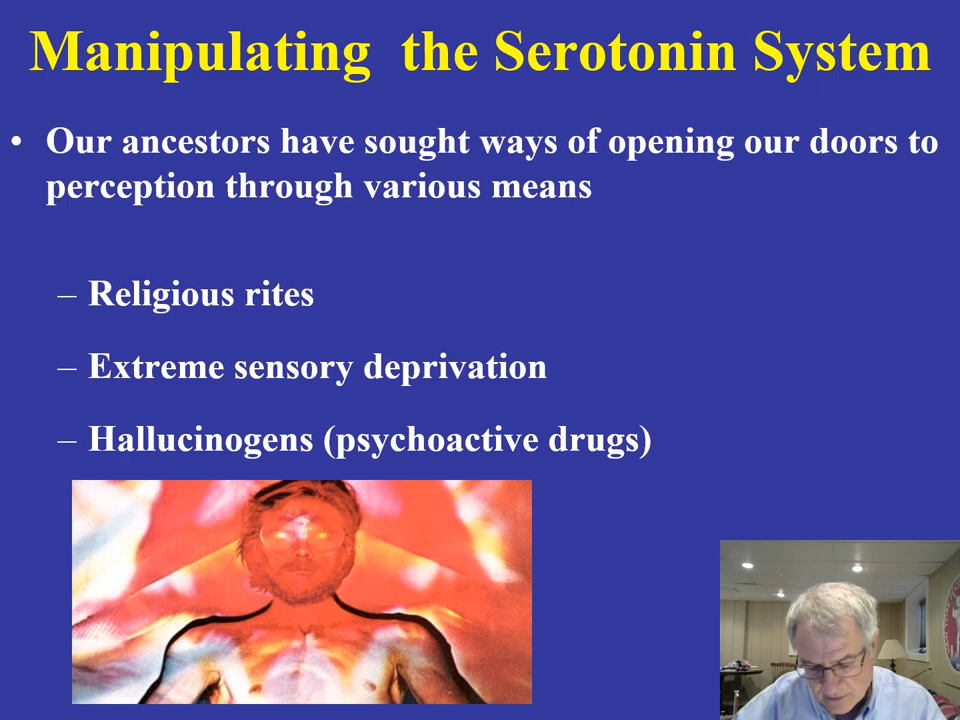 Manipulating the Serotonin System
• Our ancestors have sought ways of opening our doors to
perception through various means
– Religious rites
– Extreme sensory deprivation
– Hallucinogens (psychoactive drugs)